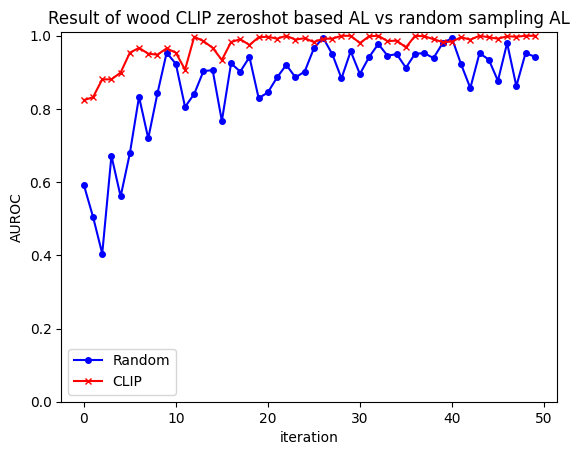 Result of wood CLIP zeroshot based AL vs random sampling AL
1.0
0.8
0.6
0.4
0.2
0.0
AUROC
Random
CLIP
0 10 20 30 40 50
iteration